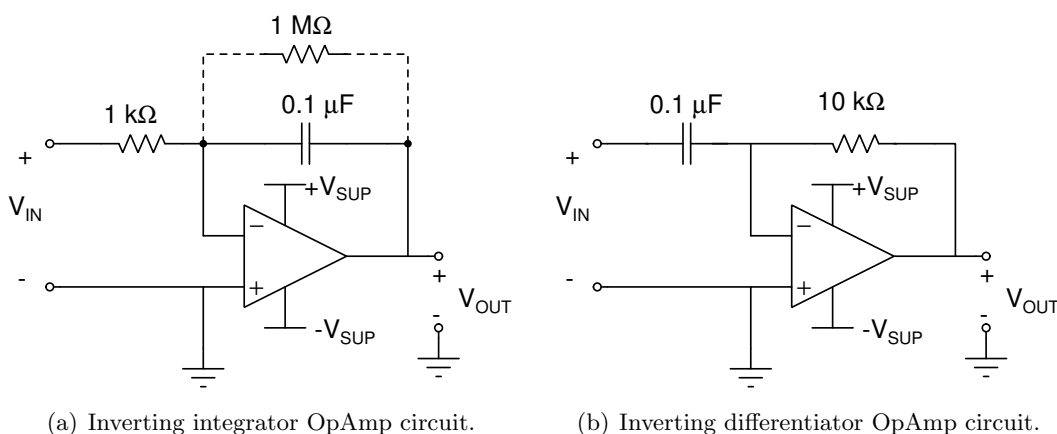 1 MΩ
1 kΩ
0.1 μF
+
V_IN
-
+V_SUP
−
+
-V_SUP
+
V_OUT
-
(a) Inverting integrator OpAmp circuit.
0.1 μF
10 kΩ
+
V_IN
-
+V_SUP
−
+
-V_SUP
+
V_OUT
-
(b) Inverting differentiator OpAmp circuit.